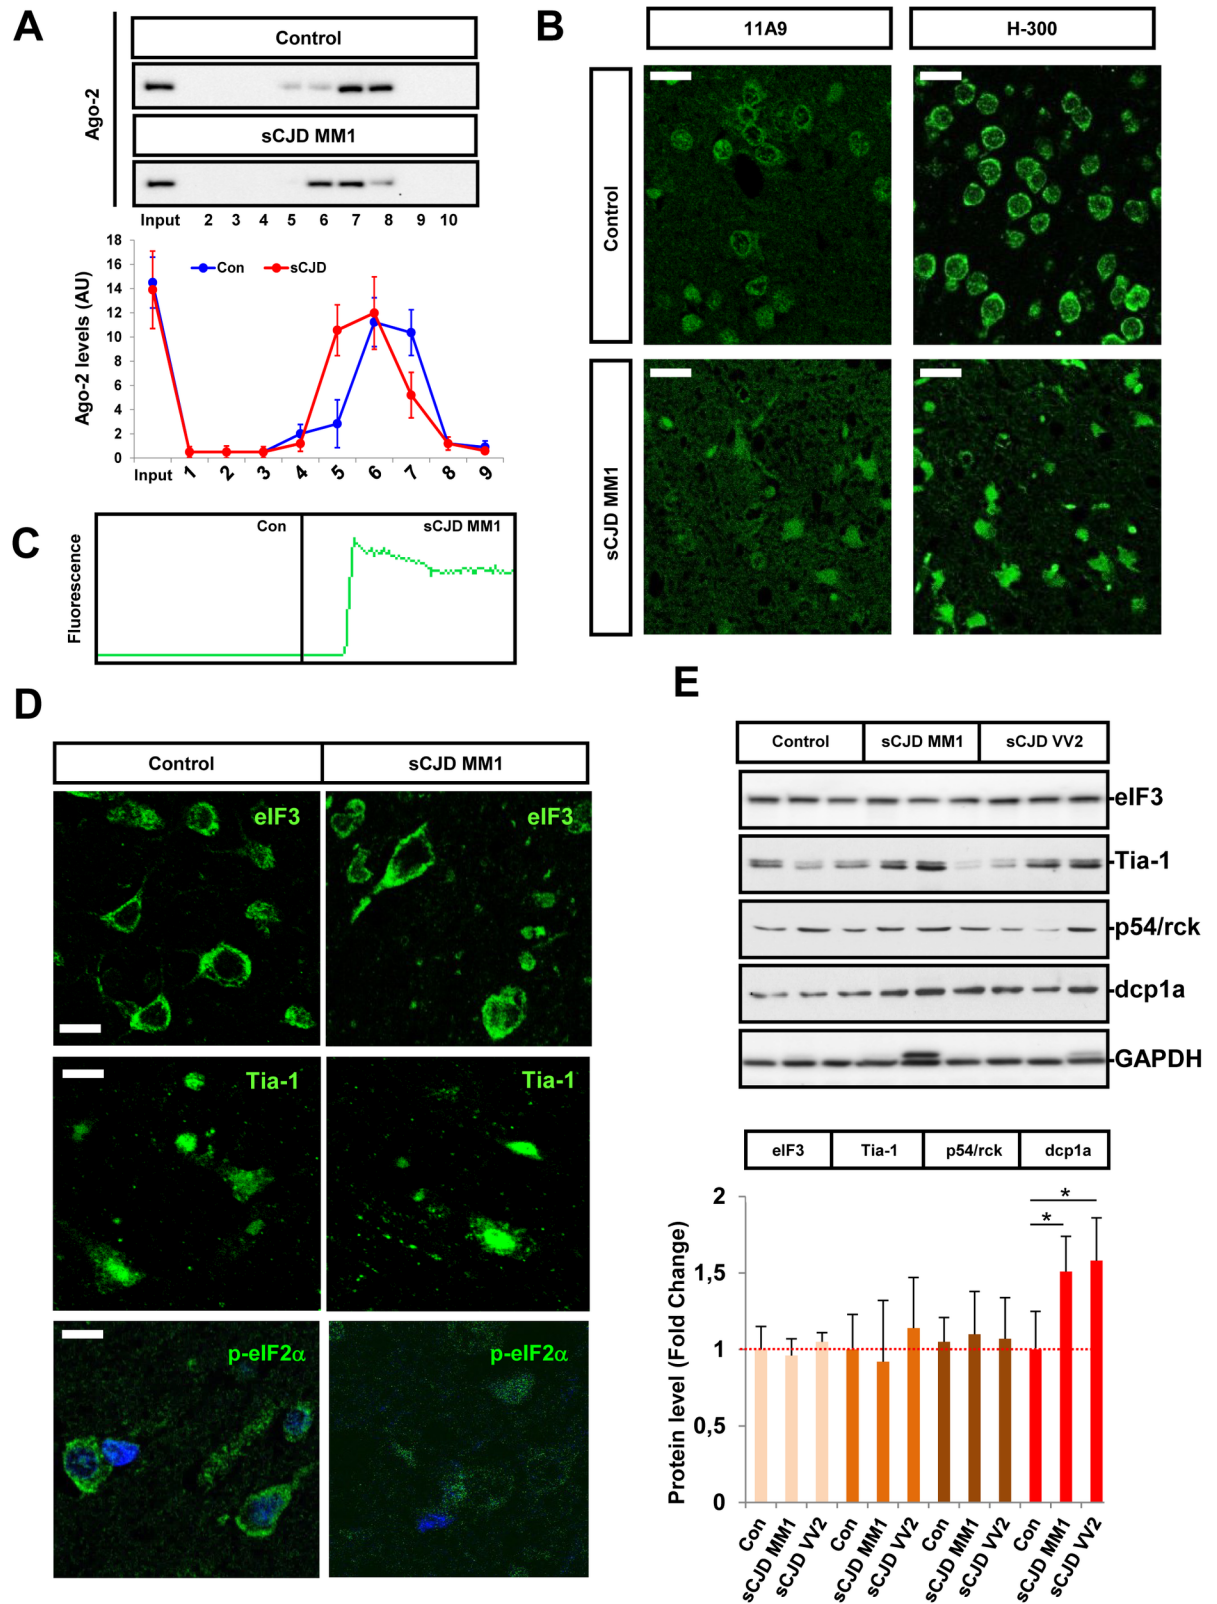 A
Control
Ago-2
sCJD MM1
Input 2 3 4 5 6 7 8 9 10
18
16
14
12
10
8
6
4
2
0
Ago-2 levels (AU)
Con sCJD
Input 1 2 3 4 5 6 7 8 9
B
11A9 H-300
Control
sCJD MM1
C
Fluorescence
Con sCJD MM1
D
Control sCJD MM1
eIF3 eIF3
Tia-1 Tia-1
p-eIF2α p-eIF2α
E
Control sCJD MM1 sCJD VV2
eIF3
Tia-1
p54/rck
dcp1a
GAPDH
eIF3 Tia-1 p54/rck dcp1a
Protein level (Fold Change)
2
1,5
1
0,5
0
* *
Con sCJD MM1 sCJD VV2 Con sCJD MM1 sCJD VV2 Con sCJD MM1 sCJD VV2 Con sCJD MM1 sCJD VV2